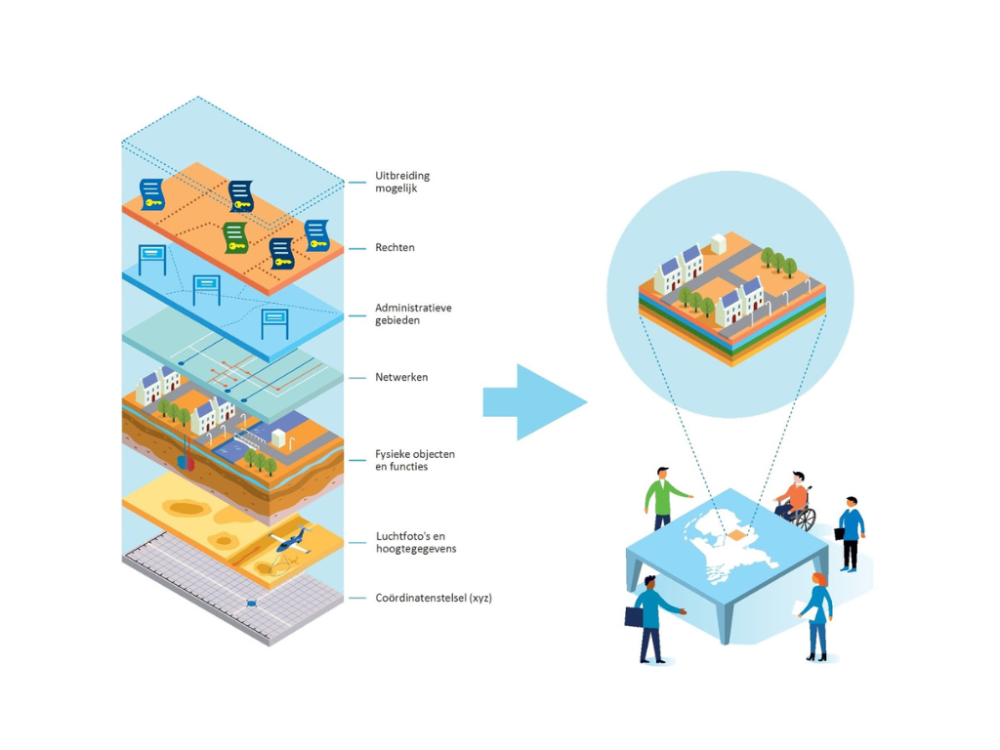 Uitbreiding
mogelijk
Rechten
Administratieve
gebieden
Netwerken
Fysieke objecten
en functies
Luchtfoto's en
hoogtegegevens
Coördinatenstelsel (xyz)